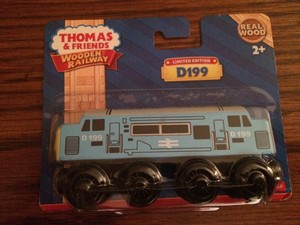 THOMAS
& FRIENDS
WOODEN
RAILWAY
LIMITED EDITION
D199
REAL
WOOD
2+
D199
D199